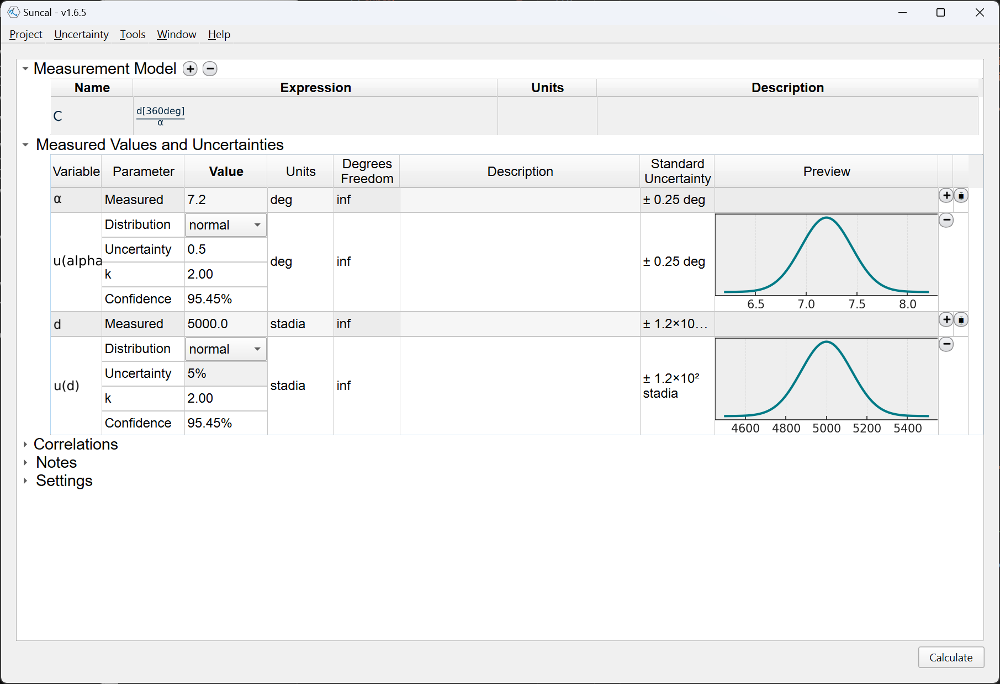 Suncal - v1.6.5
Project Uncertainty Tools Window Help
Measurement Model
Name Expression Units Description
C d[360deg]
α
Measured Values and Uncertainties
Variable Parameter Value Units Degrees Freedom Description Standard Uncertainty Preview
α Measured 7.2 deg inf ± 0.25 deg
u(alpha deg inf ± 0.25 deg
Distribution normal
Uncertainty 0.5
k 2.00
Confidence 95.45%
6.5 7.0 7.5 8.0
d Measured 5000.0 stadia inf ± 1.2×10…
u(d) stadia inf ± 1.2×10² stadia
Distribution normal
Uncertainty 5%
k 2.00
Confidence 95.45%
4600 4800 5000 5200 5400
Correlations
Notes
Settings
Calculate